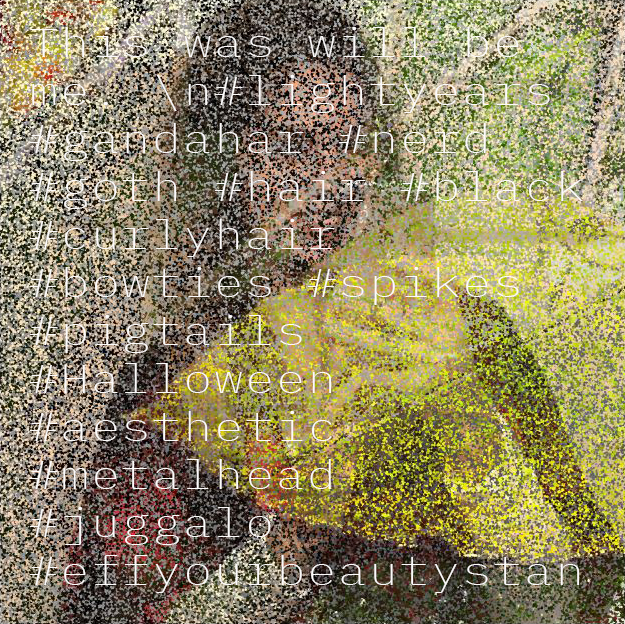 This was will be
me  \n#lightyears
#gandahar #nerd
#goth #hair #black
#curlyhair
#bowties #spikes
#pigtails
#Halloween
#aesthetic
#metalhead
#juggalo
#effyourbeautystan